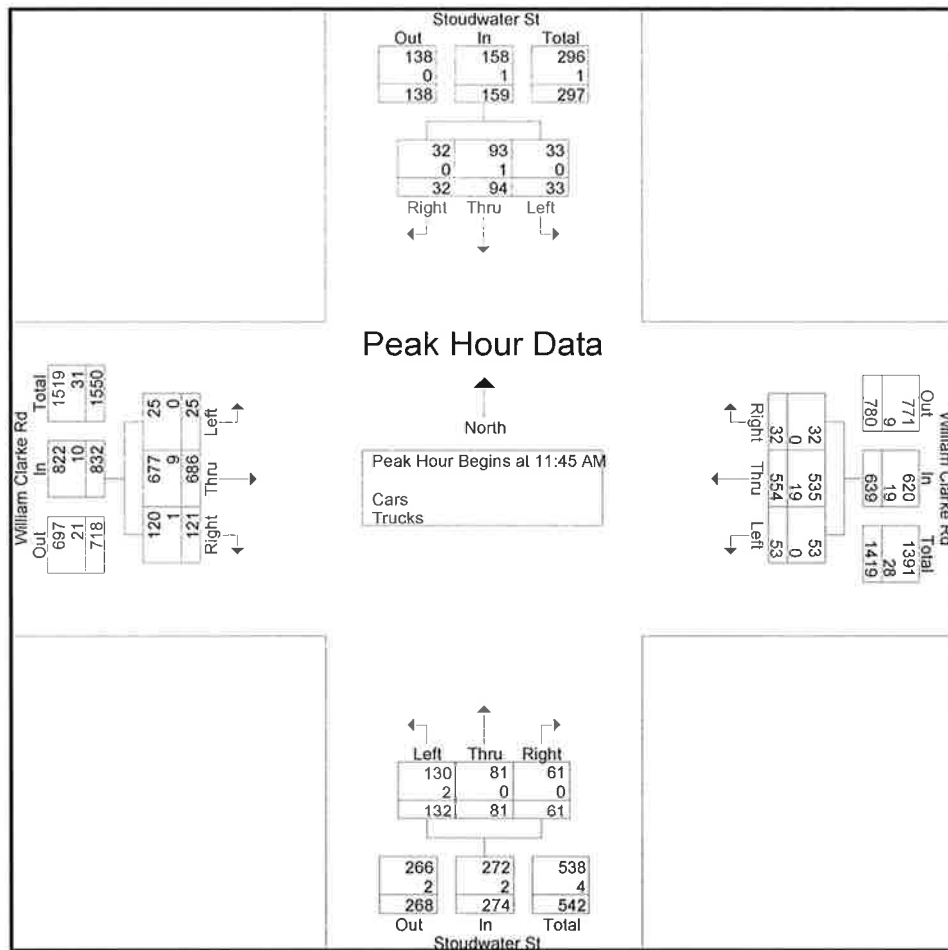 Stoudwater St
Out In Total
138 158 296
0 1 1
138 159 297
32 93 33
0 1 0
32 94 33
Right Thru Left
Peak Hour Data
North
Peak Hour Begins at 11:45 AM
Cars
Trucks
William Clarke Rd
Out In Total
697 822 1519
21 10 31
718 832 1550
Left Thru Right
25 677 120
0 9 1
25 686 121
William Clarke Rd
Out In Total
771 620 1391
9 19 28
780 639 1419
Right Thru Left
32 535 53
0 19 0
32 554 53
Left Thru Right
130 81 61
2 0 0
132 81 61
266 272 538
2 2 4
268 274 542
Out In Total
Stoudwater St